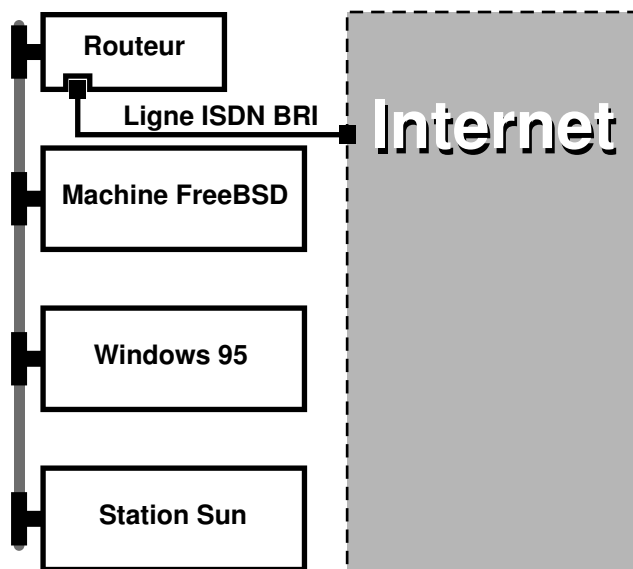 Routeur
Ligne ISDN BRI
Internet
Machine FreeBSD
Windows 95
Station Sun